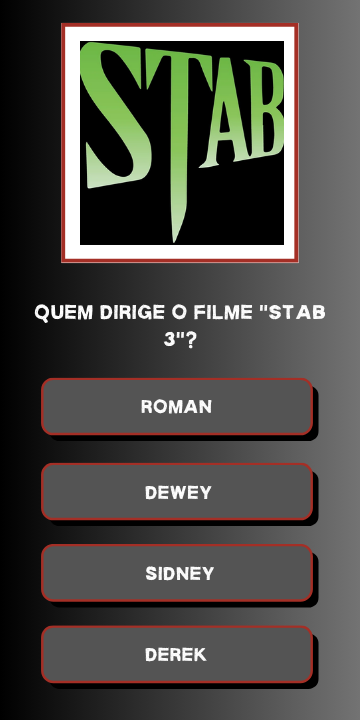 STAB
QUEM DIRIGE O FILME "STAB
3"?
ROMAN
DEWEY
SIDNEY
DEREK